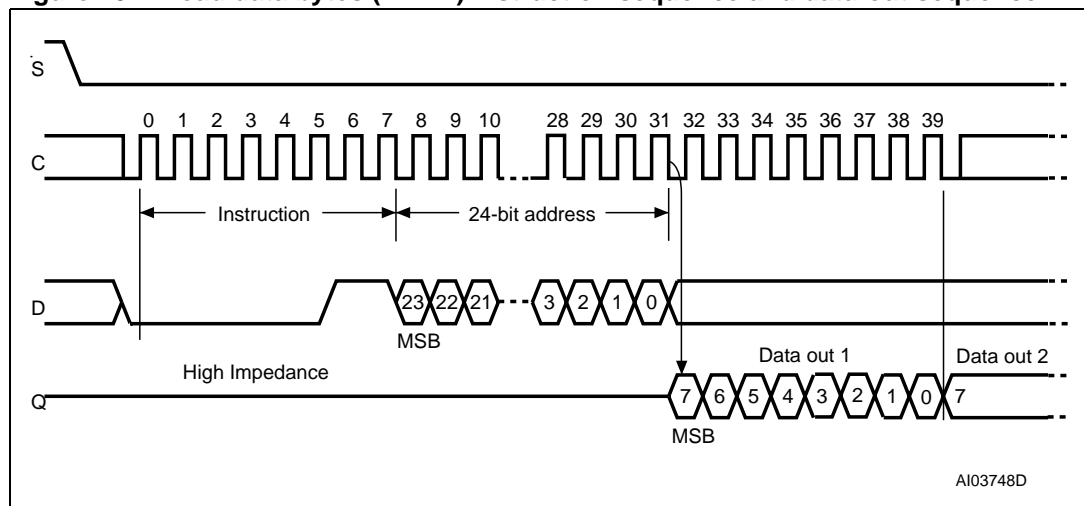 S
0 1 2 3 4 5 6 7 8 9 10 28 29 30 31 32 33 34 35 36 37 38 39
C
Instruction 24-bit address
D
23 22 21 3 2 1 0
MSB
Data out 1 Data out 2
High Impedance
Q
7 6 5 4 3 2 1 0 7
MSB
AI03748D